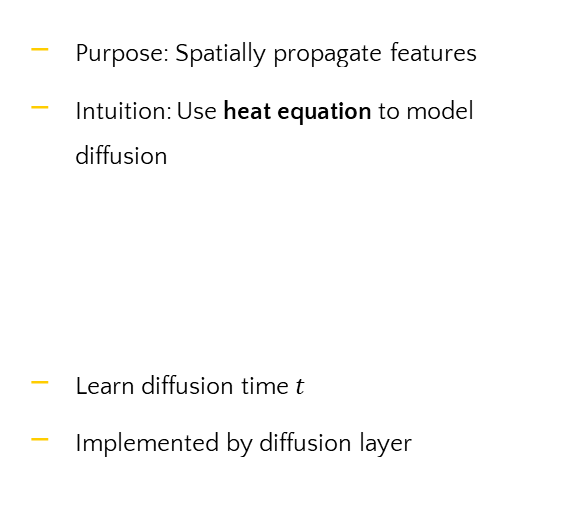 – Purpose: Spatially propagate features
– Intuition: Use heat equation to model
diffusion
– Learn diffusion time t
– Implemented by diffusion layer